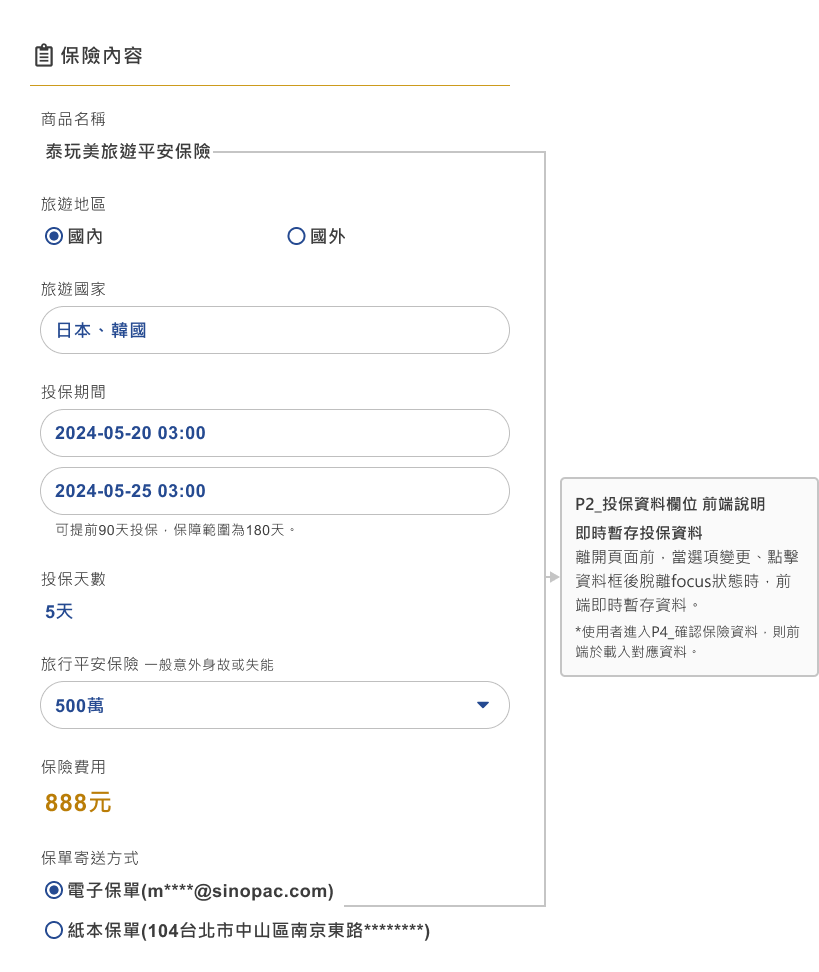 保險內容
商品名稱
泰玩美旅遊平安保險
旅遊地區
國內
國外
旅遊國家
日本、韓國
投保期間
2024-05-20 03:00
2024-05-25 03:00
可提前90天投保，保障範圍為180天。
投保天數
5天
旅行平安保險 一般意外身故或失能
500萬
保險費用
888元
保單寄送方式
電子保單(m****@sinopac.com)
紙本保單(104台北市中山區南京東路********)
P2_投保資料欄位 前端說明
即時暫存投保資料
離開頁面前，當選項變更、點擊
資料框後脫離focus狀態時，前
端即時暫存資料。
*使用者進入P4_確認保險資料，則前
端於載入對應資料。